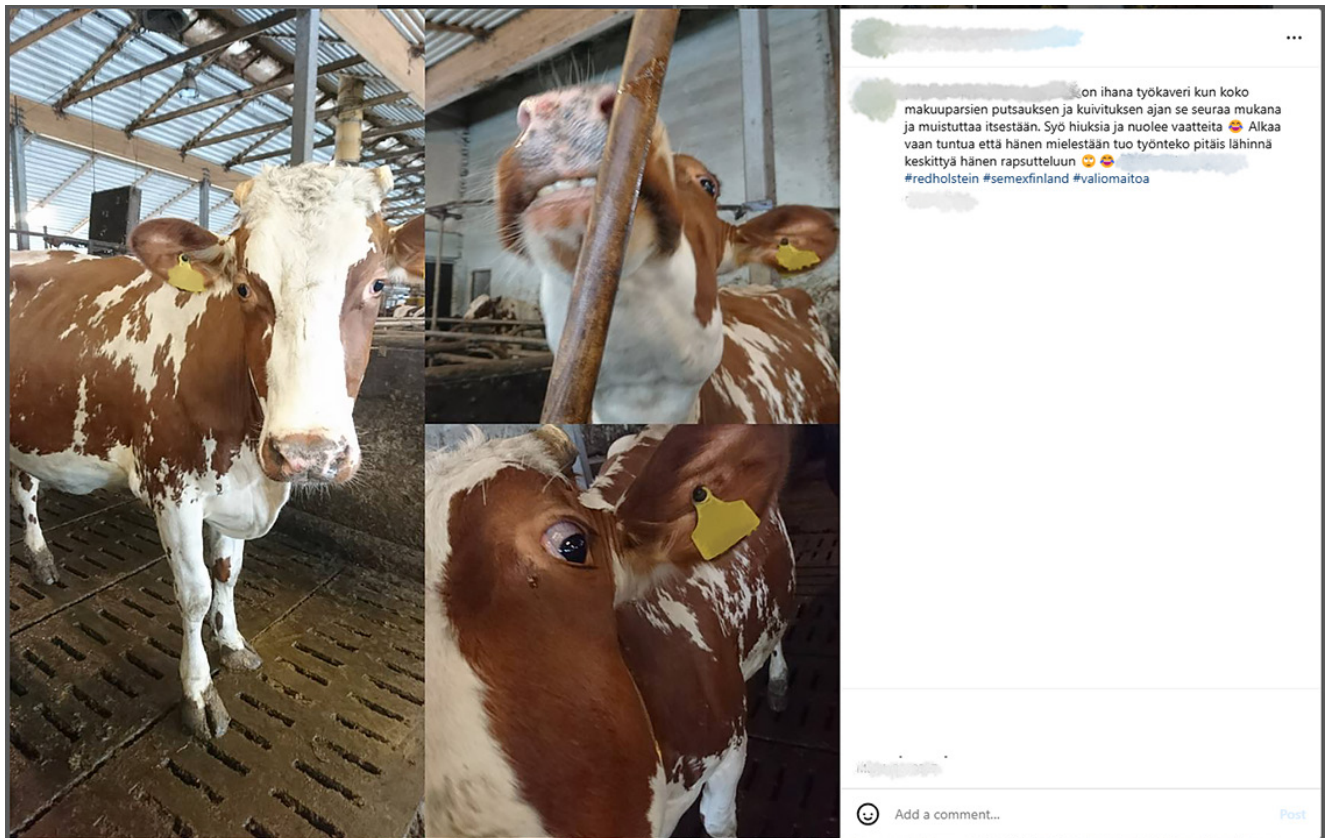 on ihana työkaveri kun koko
makuuparsien putsauksen ja kuivituksen ajan se seuraa mukana
ja muistuttaa itsestään. Syö hiuksia ja nuolee vaatteita 😂 Alkaa
vaan tuntua että hänen mielestään tuo työnteko pitäis lähinnä
keskittyä hänen rapsutteluun 🙄 😂
#redholstein #semexfinland #valiomaitoa
Add a comment... Post